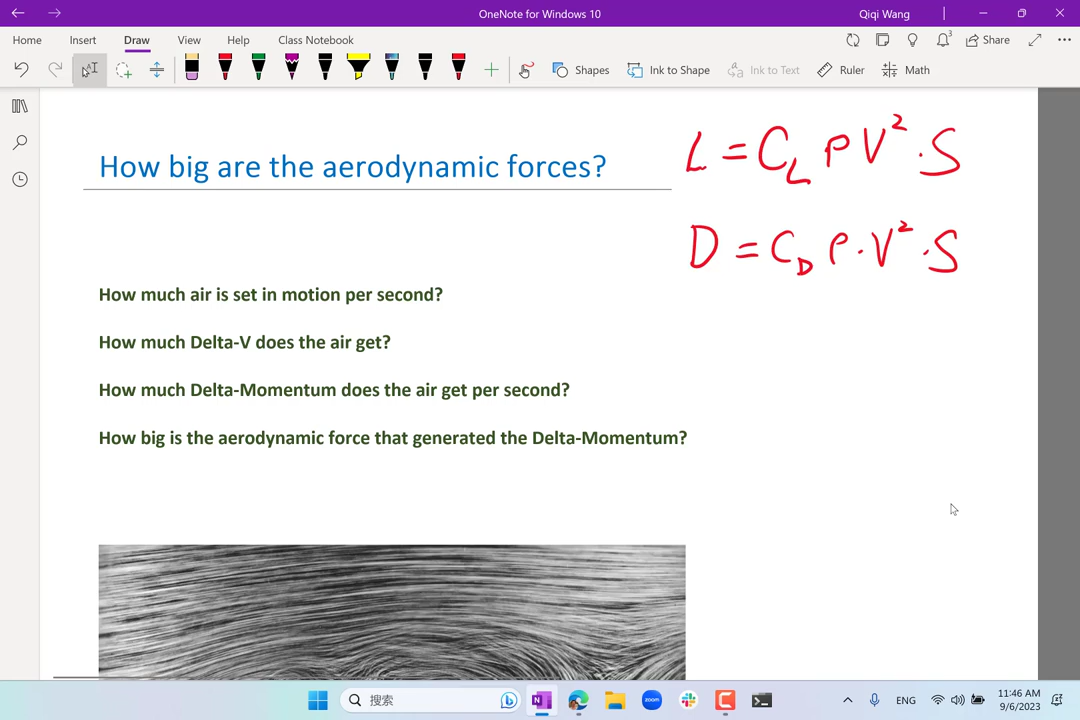 OneNote for Windows 10
Qiqi Wang
Home Insert Draw View Help Class Notebook
3
Share
Shapes Ink to Shape Ink to Text Ruler Math
How big are the aerodynamic forces?
L = C_L ρ V² · S
D = C_D ρ · V² · S
How much air is set in motion per second?
How much Delta-V does the air get?
How much Delta-Momentum does the air get per second?
How big is the aerodynamic force that generated the Delta-Momentum?
搜索
zoom
ENG
11:46 AM
9/6/2023